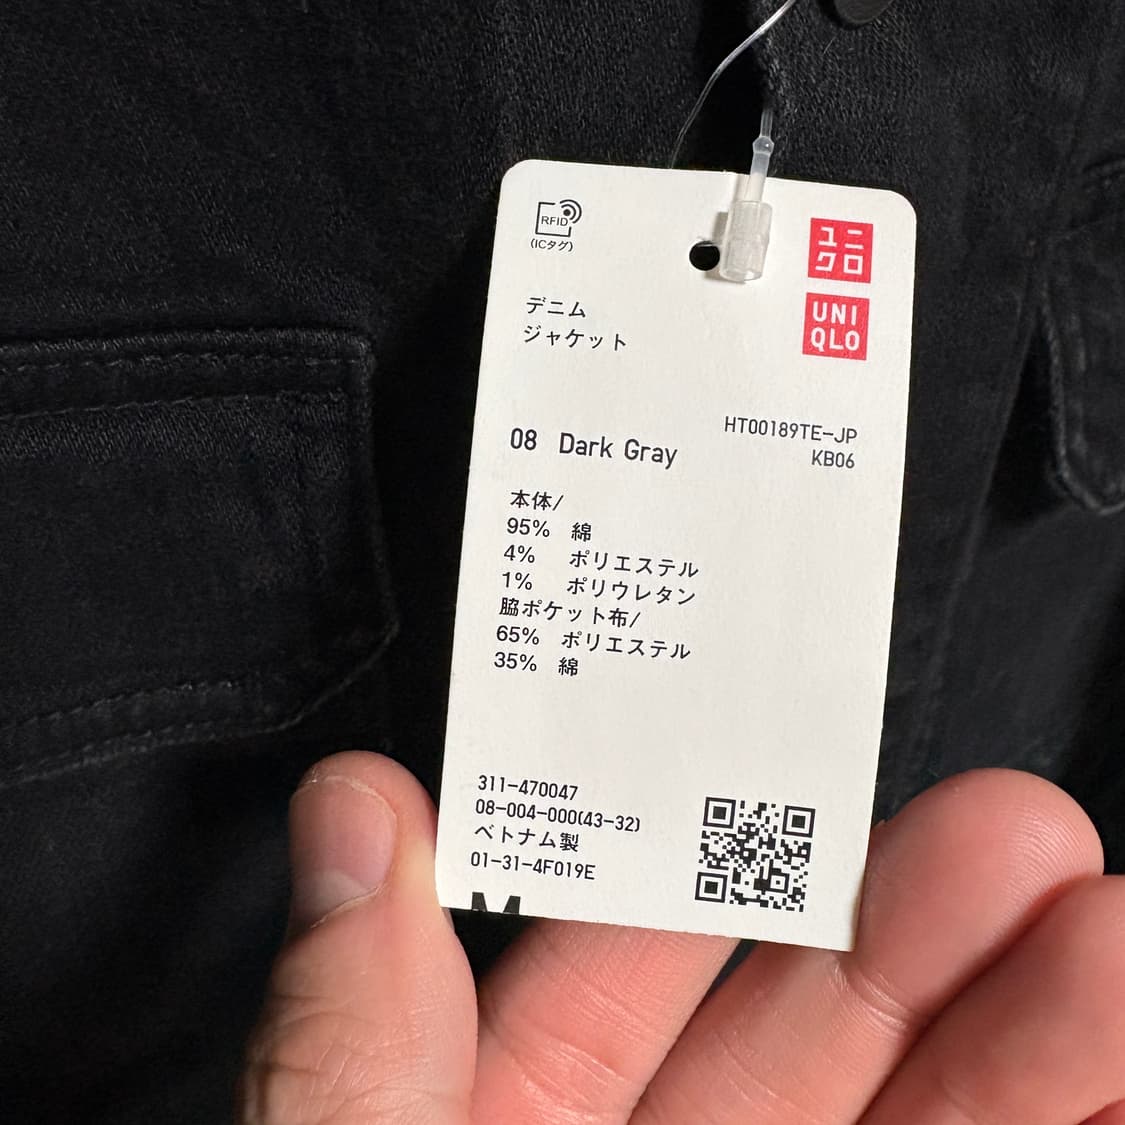 RFID
(ICタグ)
ユニ
クロ
UNI
QLO
デニム
ジャケット
HT00189TE-JP
KB06
08 Dark Gray
本体/
95% 綿
4% ポリエステル
1% ポリウレタン
脇ポケット布/
65% ポリエステル
35% 綿
311-470047
08-004-000(43-32)
ベトナム製
01-31-4F019E
M